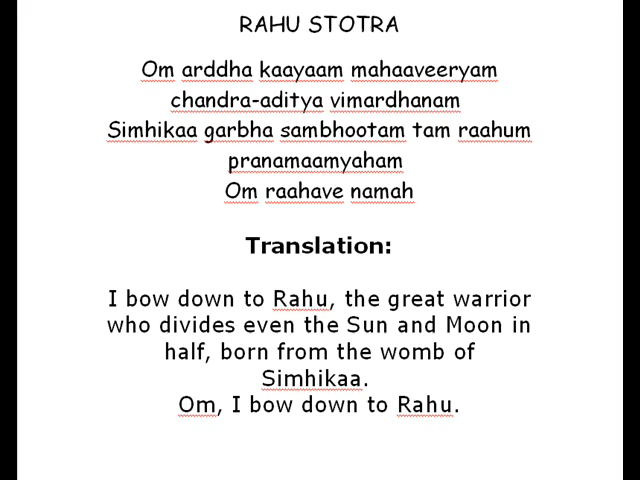 RAHU STOTRA
Om arddha kaayaam mahaaveeryam
chandra-aditya vimardhanam
Simhikaa garbha sambhootam tam raahum
pranamaamyaham
Om raahave namah
Translation:
I bow down to Rahu, the great warrior
who divides even the Sun and Moon in
half, born from the womb of
Simhikaa.
Om, I bow down to Rahu.